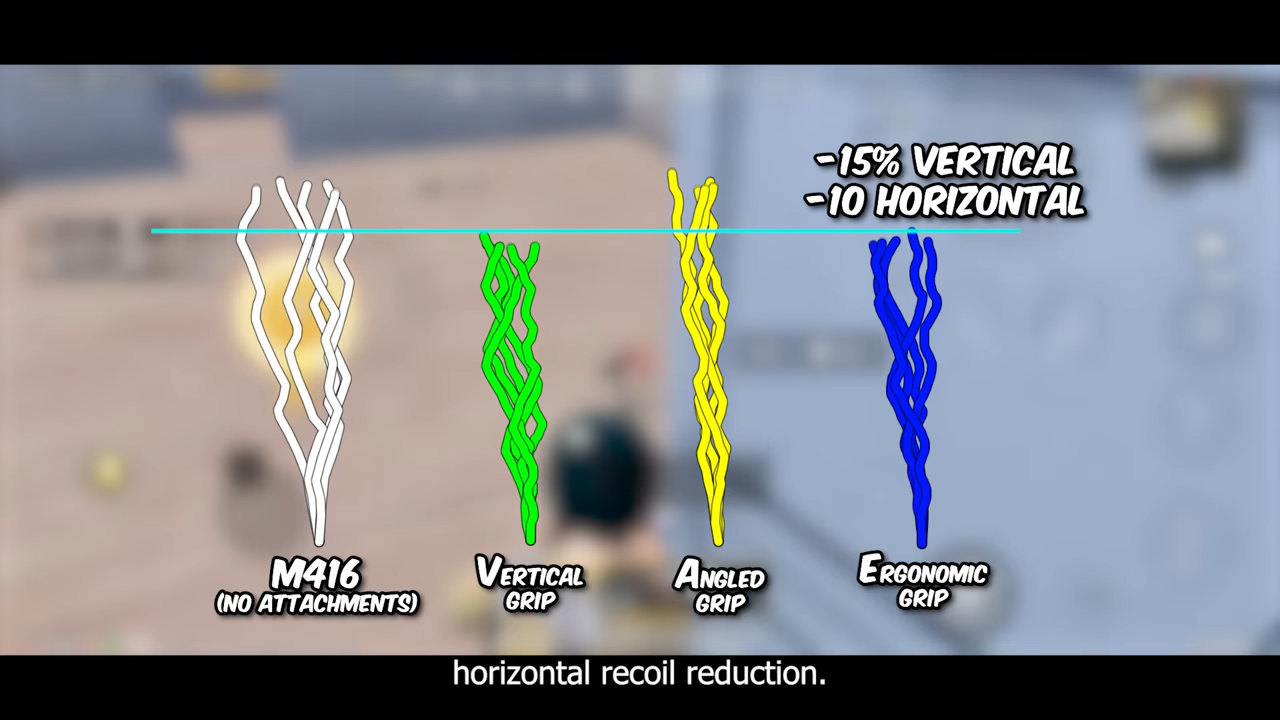 -15% VERTICAL
-10 HORIZONTAL
M416
(NO ATTACHMENTS)
VERTICAL
GRIP
ANGLED
GRIP
ERGONOMIC
GRIP
horizontal recoil reduction.